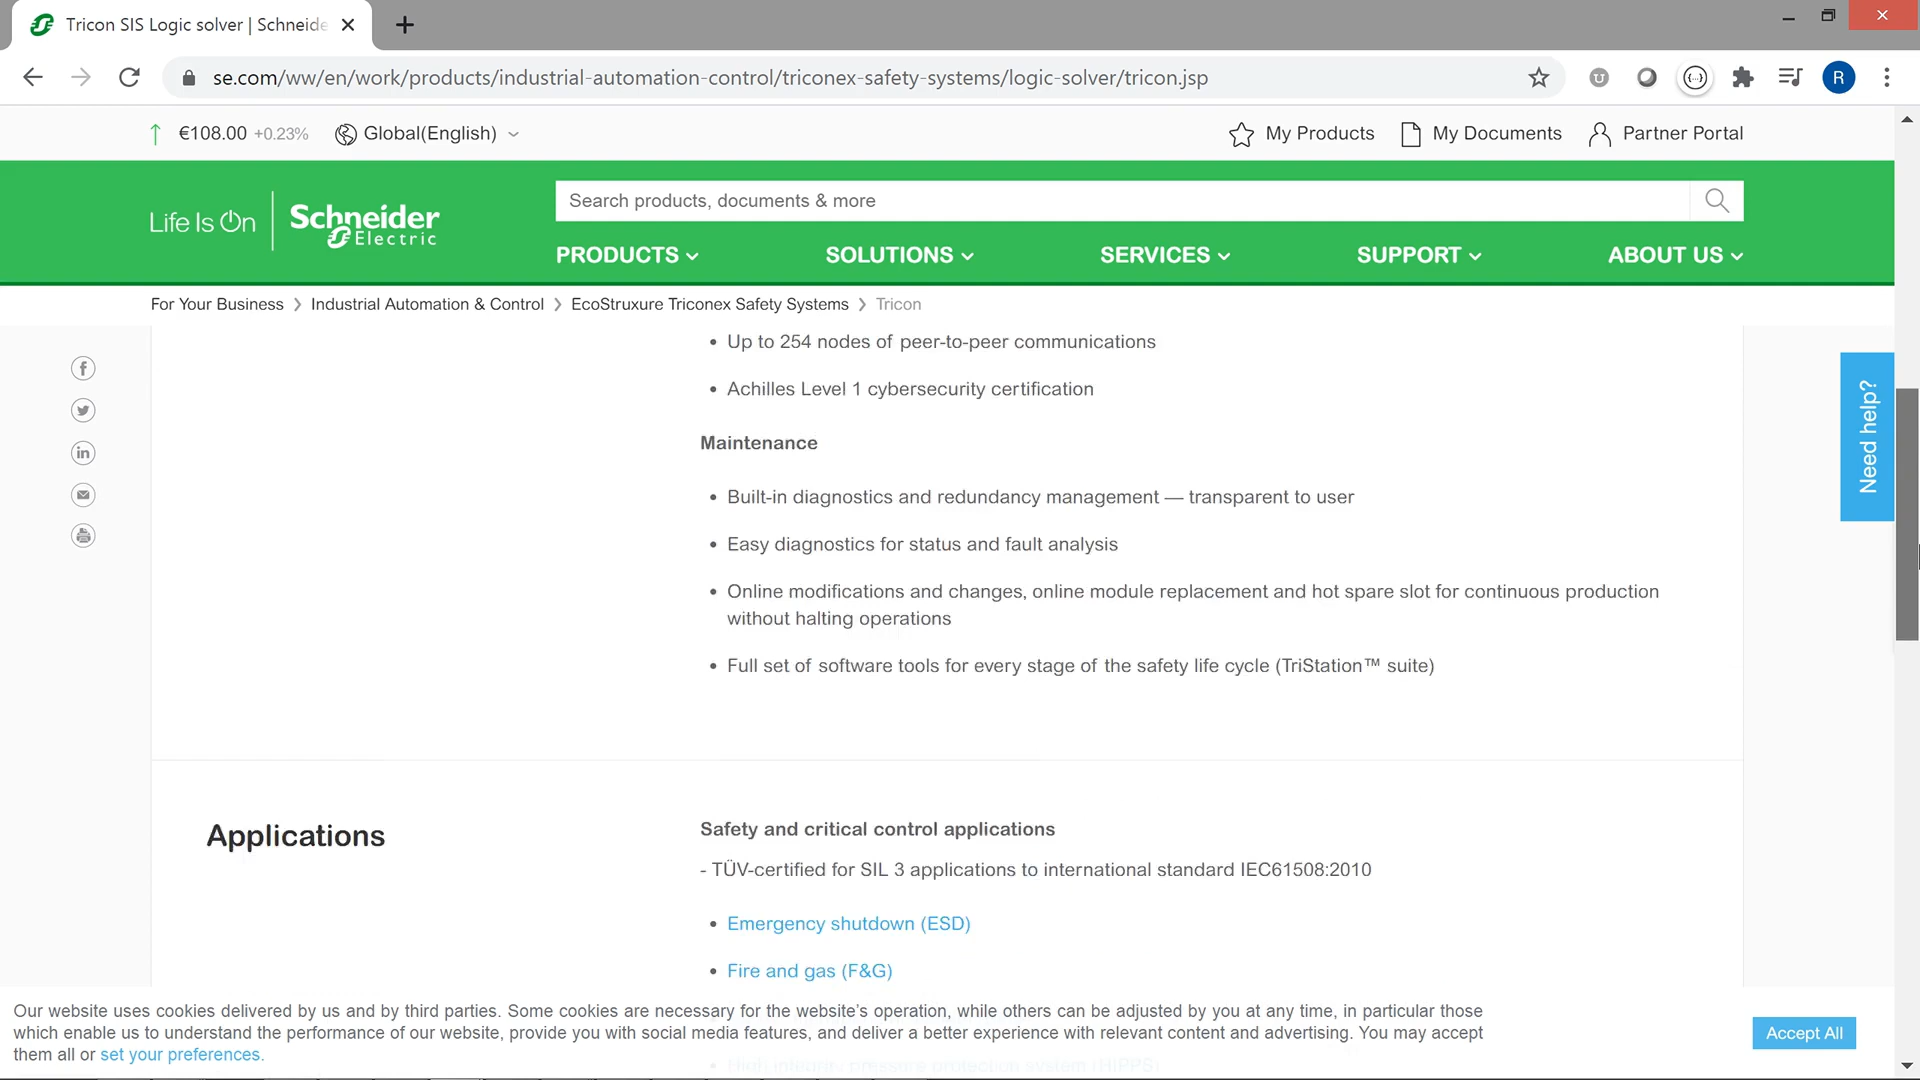 Tricon SIS Logic solver | Schneide
se.com/ww/en/work/products/industrial-automation-control/triconex-safety-systems/logic-solver/tricon.jsp
R
€108.00 +0.23% Global(English)
My Products My Documents Partner Portal
Life Is On Schneider Electric
Search products, documents & more
PRODUCTS SOLUTIONS SERVICES SUPPORT ABOUT US
For Your Business > Industrial Automation & Control > EcoStruxure Triconex Safety Systems > Tricon
• Up to 254 nodes of peer-to-peer communications
• Achilles Level 1 cybersecurity certification
Need help?
Maintenance
• Built-in diagnostics and redundancy management — transparent to user
• Easy diagnostics for status and fault analysis
• Online modifications and changes, online module replacement and hot spare slot for continuous production
without halting operations
• Full set of software tools for every stage of the safety life cycle (TriStation™ suite)
Applications
Safety and critical control applications
- TÜV-certified for SIL 3 applications to international standard IEC61508:2010
• Emergency shutdown (ESD)
• Fire and gas (F&G)
Our website uses cookies delivered by us and by third parties. Some cookies are necessary for the website’s operation, while others can be adjusted by you at any time, in particular those
which enable us to understand the performance of our website, provide you with social media features, and deliver a better experience with relevant content and advertising. You may accept
them all or set your preferences.
Accept All
• High integrity pressure protection system (HIPPS)